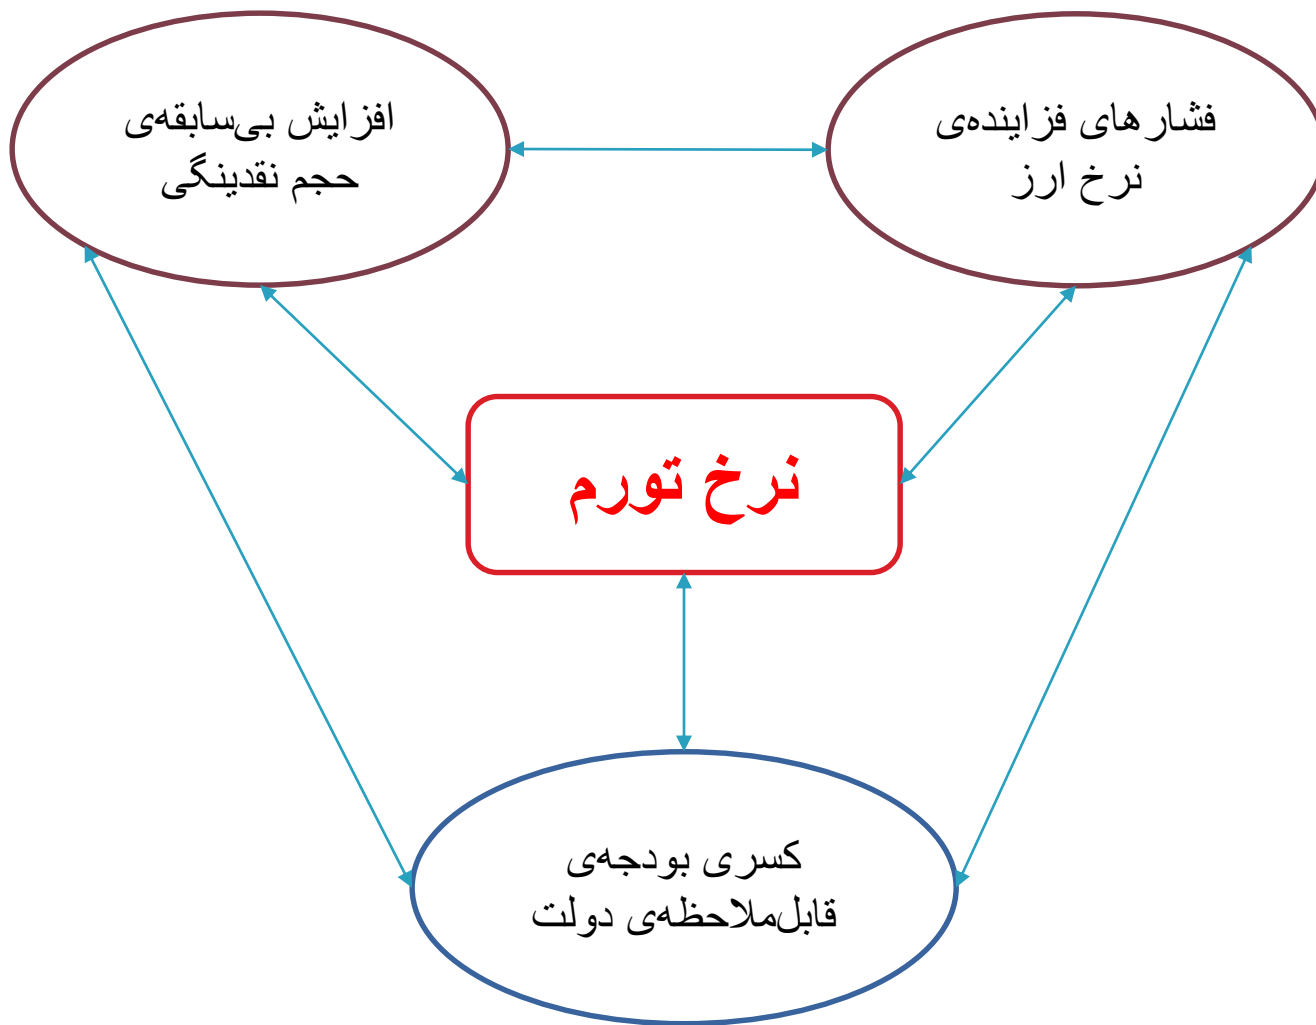 فشارهای فزاینده‌ی
نرخ ارز
افزایش بی‌سابقه‌ی
حجم نقدینگی
نرخ تورم
کسری بودجه‌ی
قابل‌ملاحظه‌ی دولت